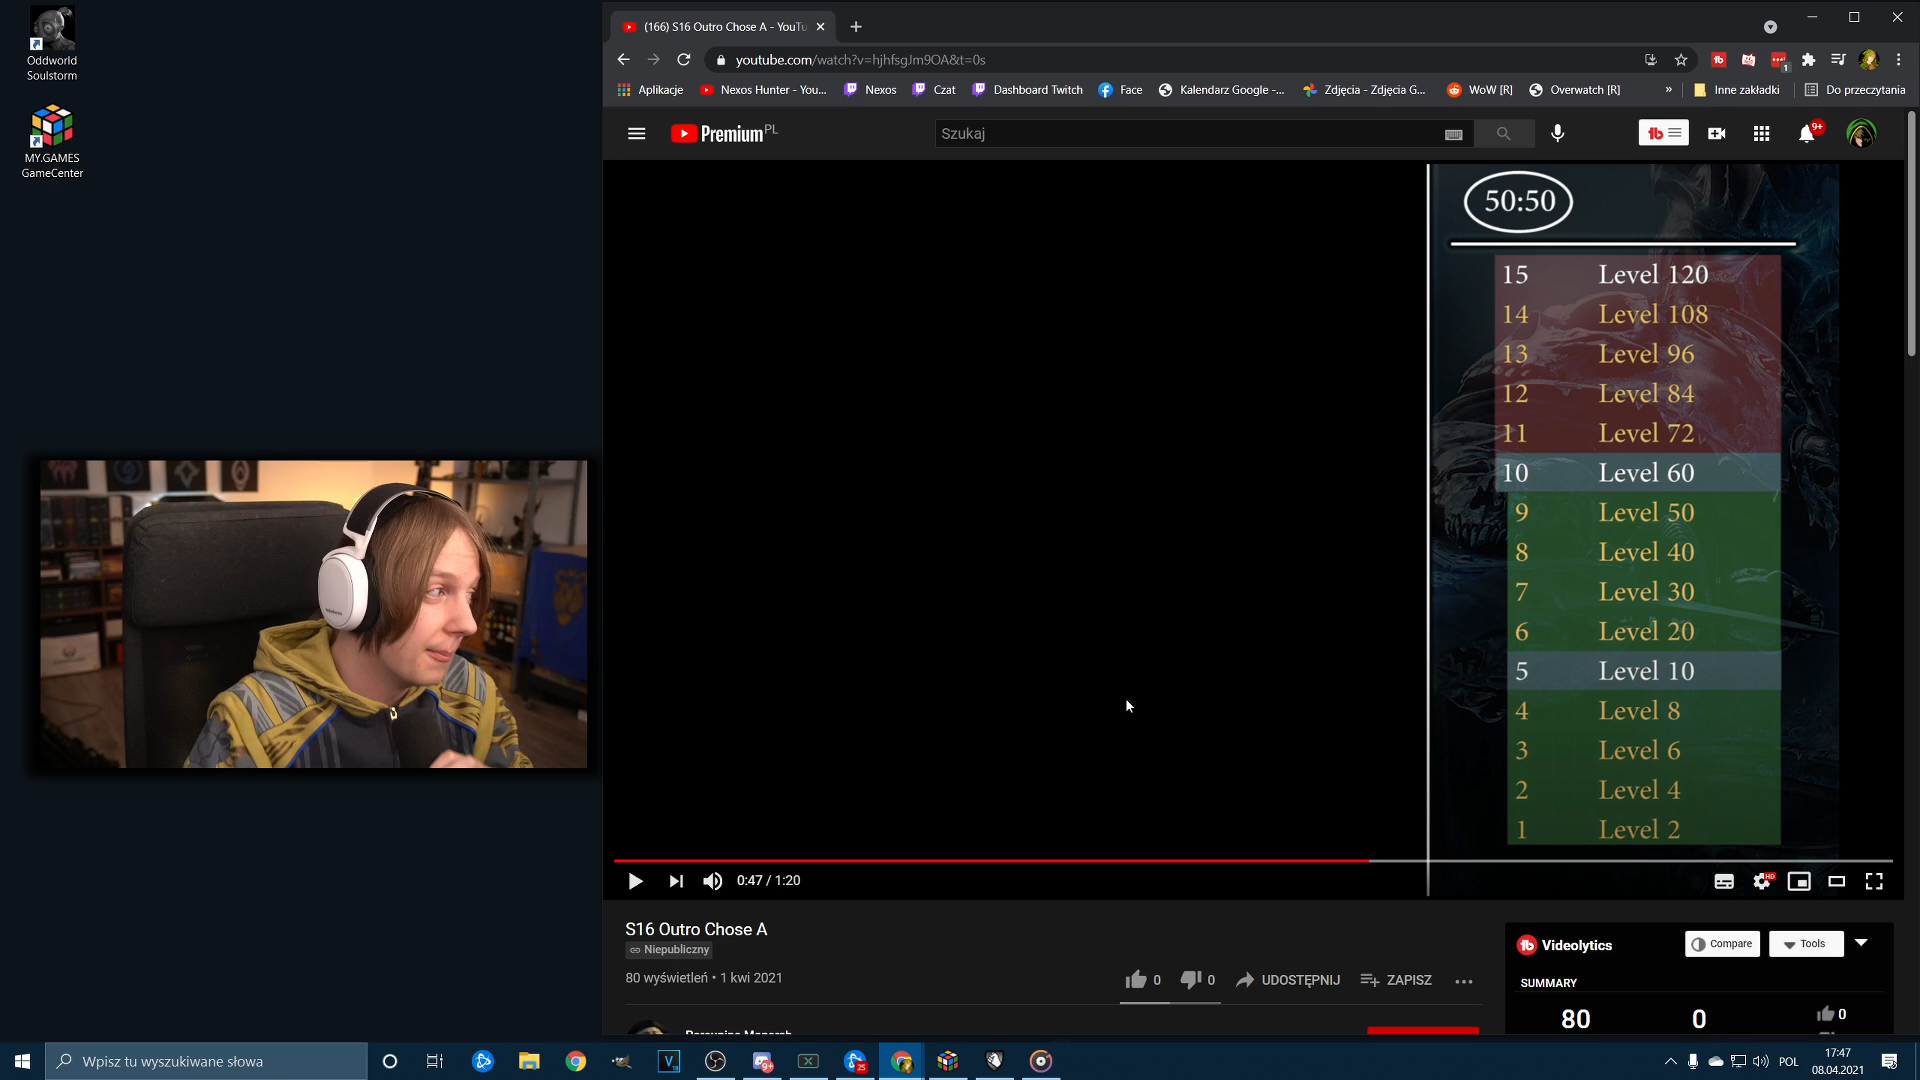 Oddworld
Soulstorm
MY.GAMES
GameCenter
(166) S16 Outro Chose A - YouTu
youtube.com/watch?v=hjhfsgJm9OA&t=0s
1
Aplikacje
Nexos Hunter - You...
Nexos
Czat
Dashboard Twitch
Face
Kalendarz Google -...
Zdjęcia - Zdjęcia G...
WoW [R]
Overwatch [R]
»
Inne zakładki
Do przeczytania
Premium PL
Szukaj
9+
50:50
15 Level 120
14 Level 108
13 Level 96
12 Level 84
11 Level 72
10 Level 60
9 Level 50
8 Level 40
7 Level 30
6 Level 20
5 Level 10
4 Level 8
3 Level 6
2 Level 4
1 Level 2
0:47 / 1:20
HD
S16 Outro Chose A
Niepubliczny
80 wyświetleń • 1 kwi 2021
0
0
UDOSTĘPNIJ
ZAPISZ
Videolytics
Compare
Tools
SUMMARY
80
0
0
Wpisz tu wyszukiwane słowa
V
18
9+
25
POL
17:47
08.04.2021